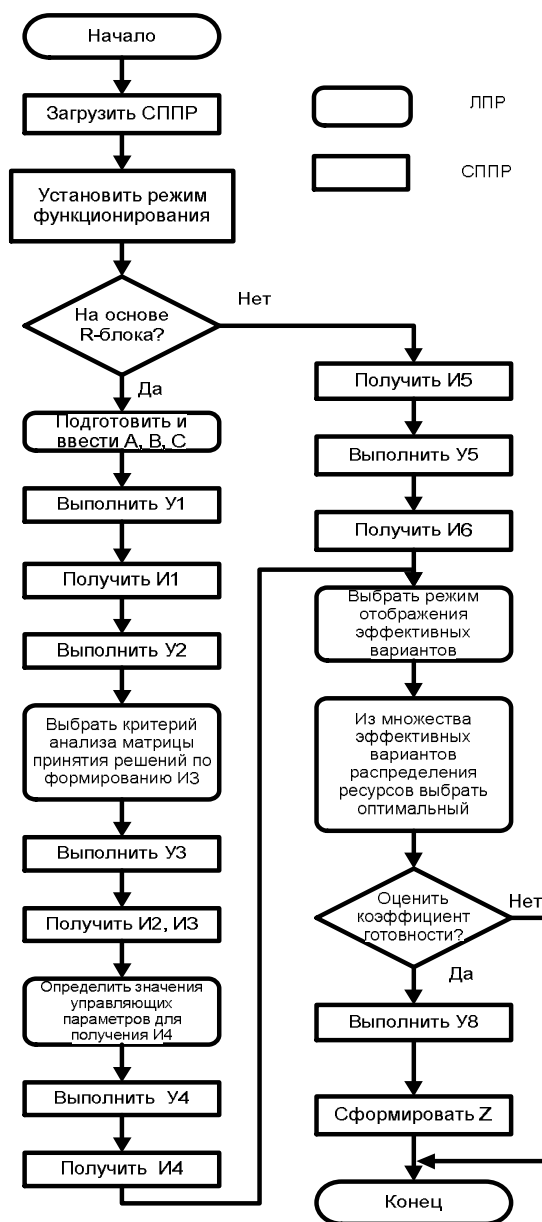 Начало
Загрузить СППР
Установить режим
функционирования
На основе
R-блока?
Да
Подготовить и
ввести A, B, C
Выполнить У1
Получить И1
Выполнить У2
Выбрать критерий
анализа матрицы
принятия решений по
формированию И3
Выполнить У3
Получить И2, И3
Определить значения
управляющих
параметров для
получения И4
Выполнить У4
Получить И4
ЛПР
СППР
Нет
Получить И5
Выполнить У5
Получить И6
Выбрать режим
отображения
эффективных
вариантов
Из множества
эффективных
вариантов
распределения
ресурсов выбрать
оптимальный
Оценить
коэффициент
готовности?
Нет
Да
Выполнить У8
Сформировать Z
Конец